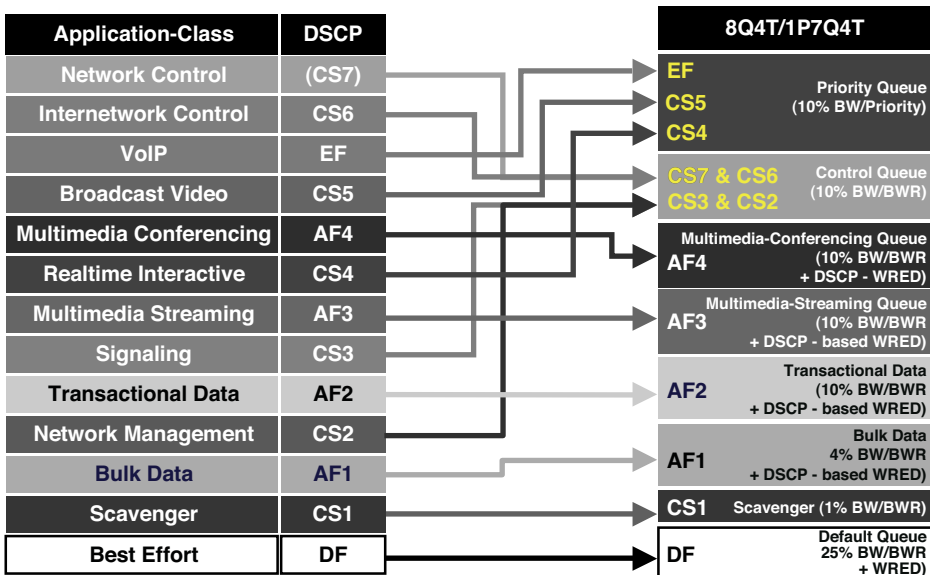 Application-Class DSCP
Network Control (CS7)
Internetwork Control CS6
VoIP EF
Broadcast Video CS5
Multimedia Conferencing AF4
Realtime Interactive CS4
Multimedia Streaming AF3
Signaling CS3
Transactional Data AF2
Network Management CS2
Bulk Data AF1
Scavenger CS1
Best Effort DF
8Q4T/1P7Q4T
EF
CS5
CS4
Priority Queue
(10% BW/Priority)
CS7 & CS6
CS3 & CS2
Control Queue
(10% BW/BWR)
AF4
Multimedia-Conferencing Queue
(10% BW/BWR
+ DSCP - WRED)
AF3
Multimedia-Streaming Queue
(10% BW/BWR
+ DSCP - based WRED)
AF2
Transactional Data
(10% BW/BWR
+ DSCP - based WRED)
AF1
Bulk Data
4% BW/BWR
+ DSCP - based WRED)
CS1 Scavenger (1% BW/BWR)
DF
Default Queue
25% BW/BWR
+ WRED)